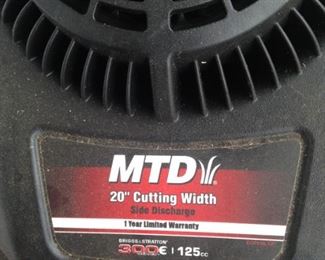 MTD
20" Cutting Width
Side Discharge
1 Year Limited Warranty
BRIGGS & STRATTON
300E | 125cc